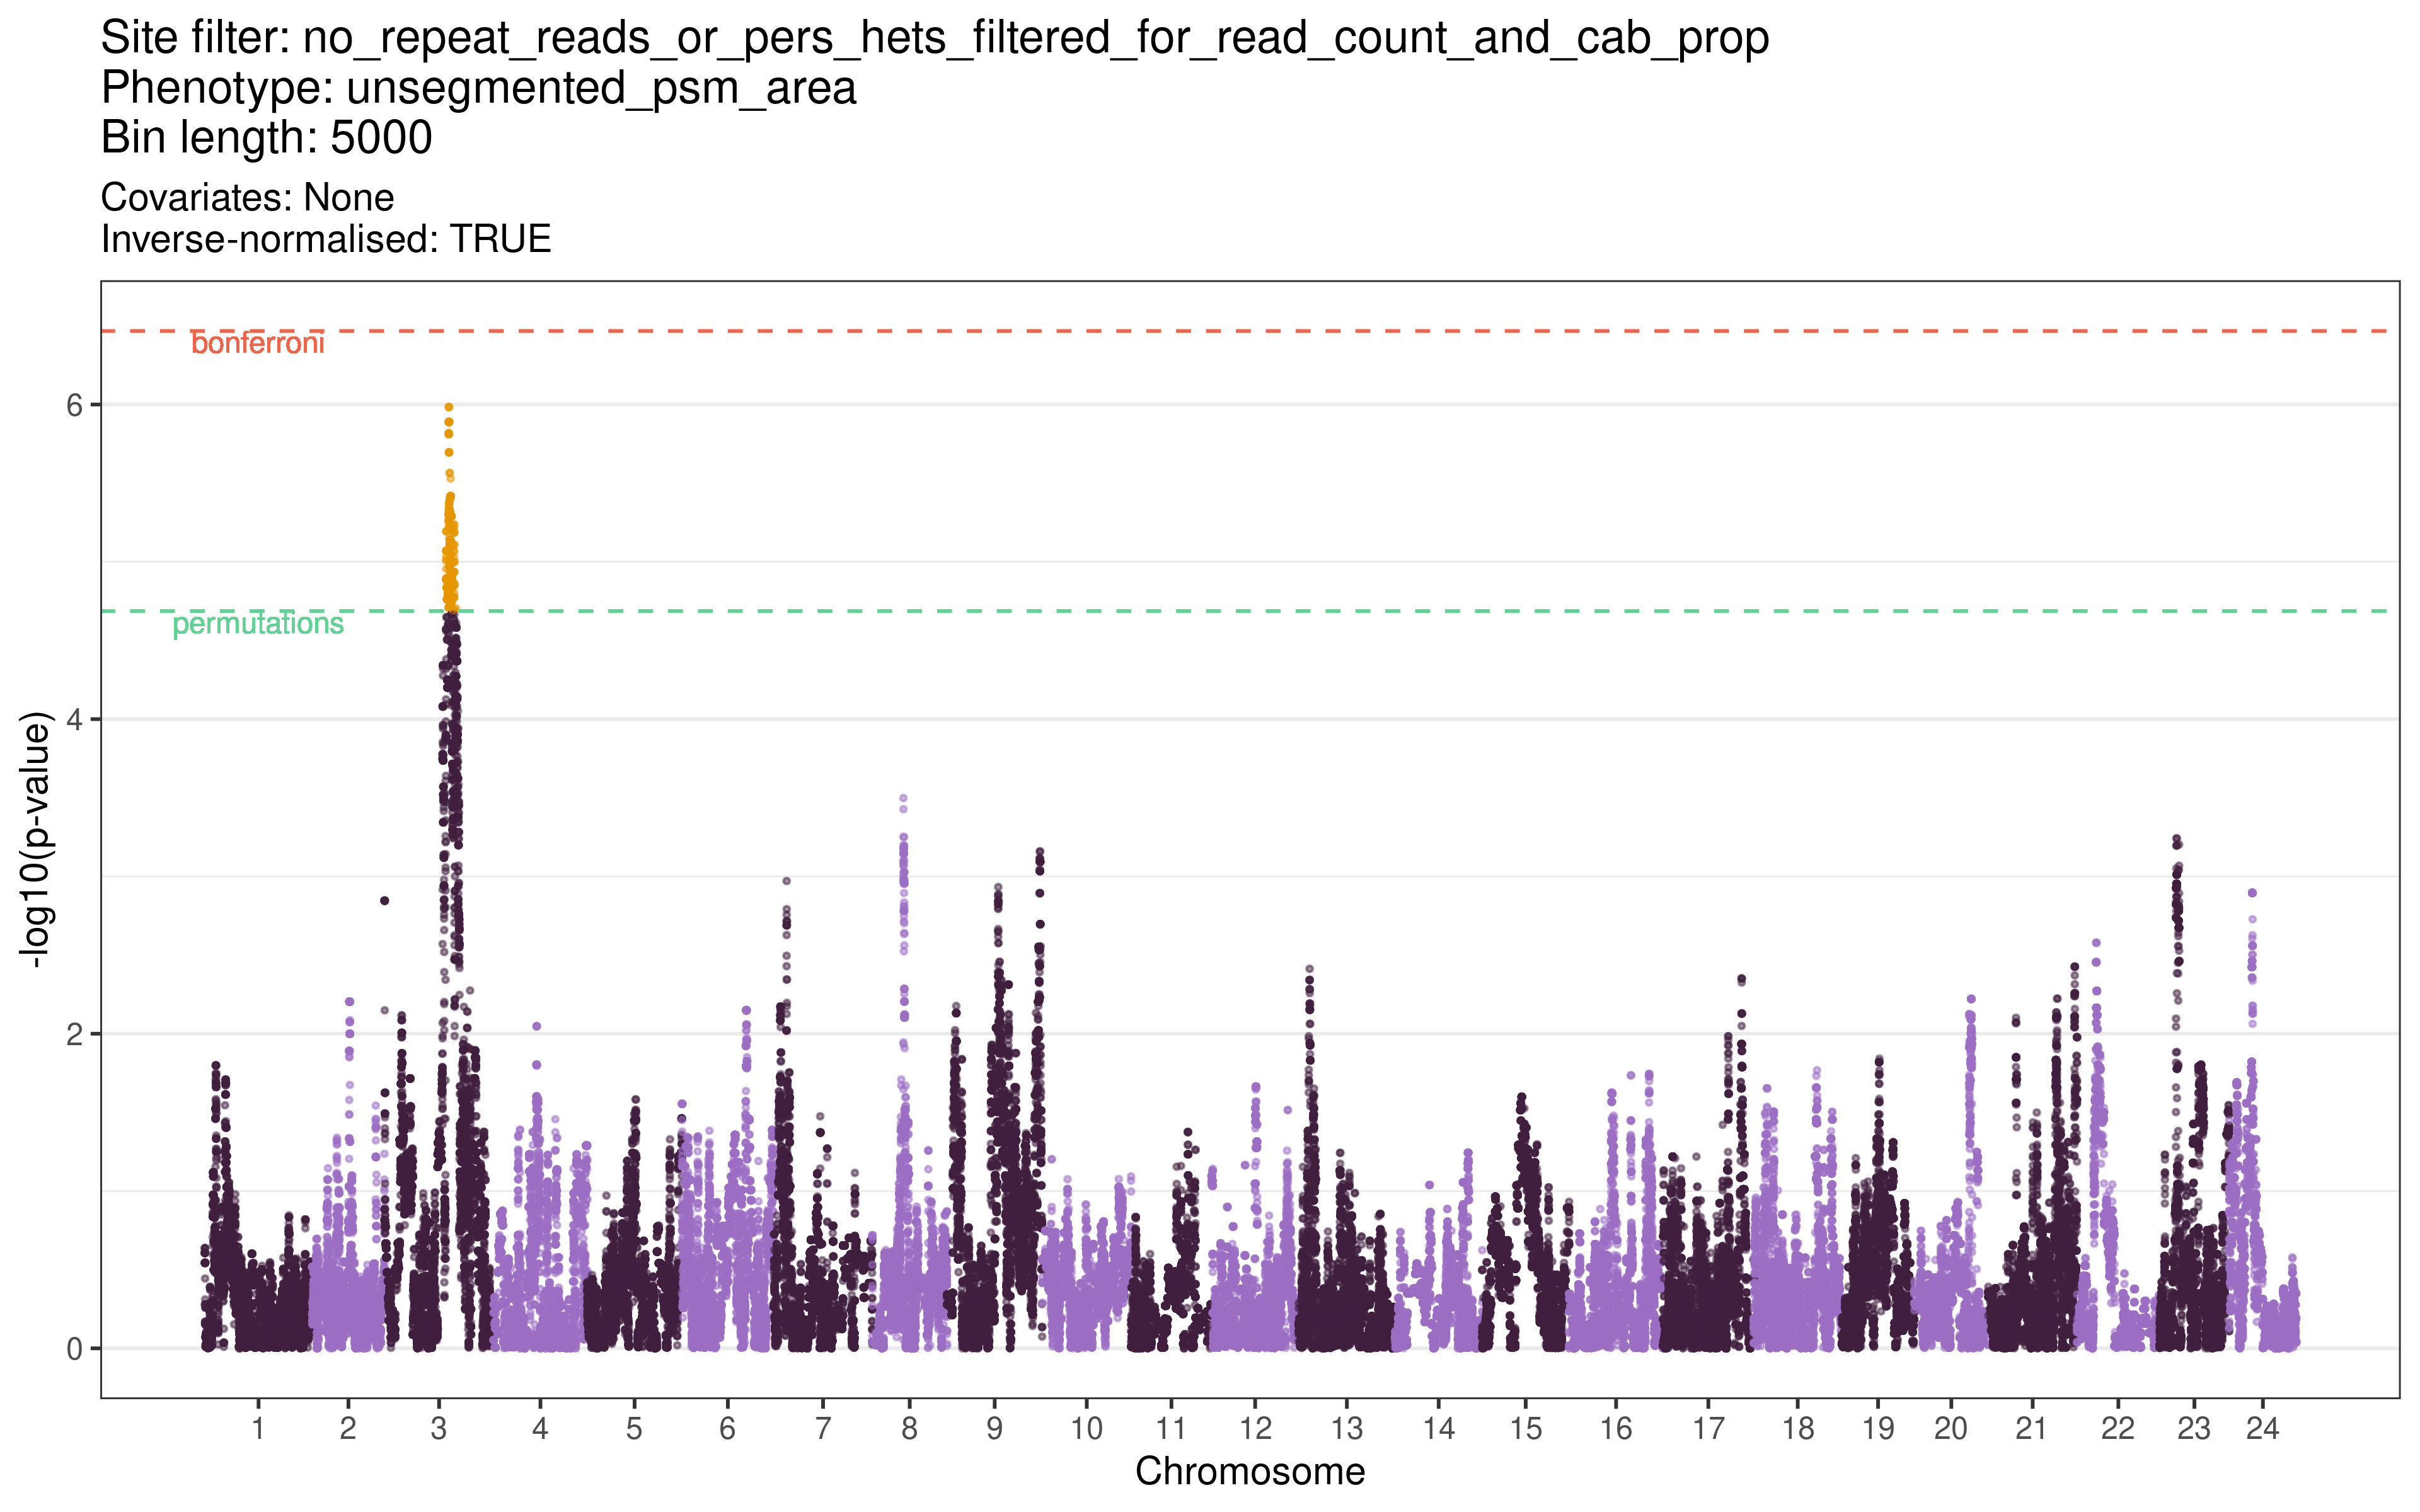 Site filter: no_repeat_reads_or_pers_hets_filtered_for_read_count_and_cab_prop
Phenotype: unsegmented_psm_area
Bin length: 5000
Covariates: None
Inverse-normalised: TRUE
bonferroni
6
permutations
4
-log10(p-value)
2
0
1 2 3 4 5 6 7 8 9 10 11 12 13 14 15 16 17 18 19 20 21 22 23 24
Chromosome